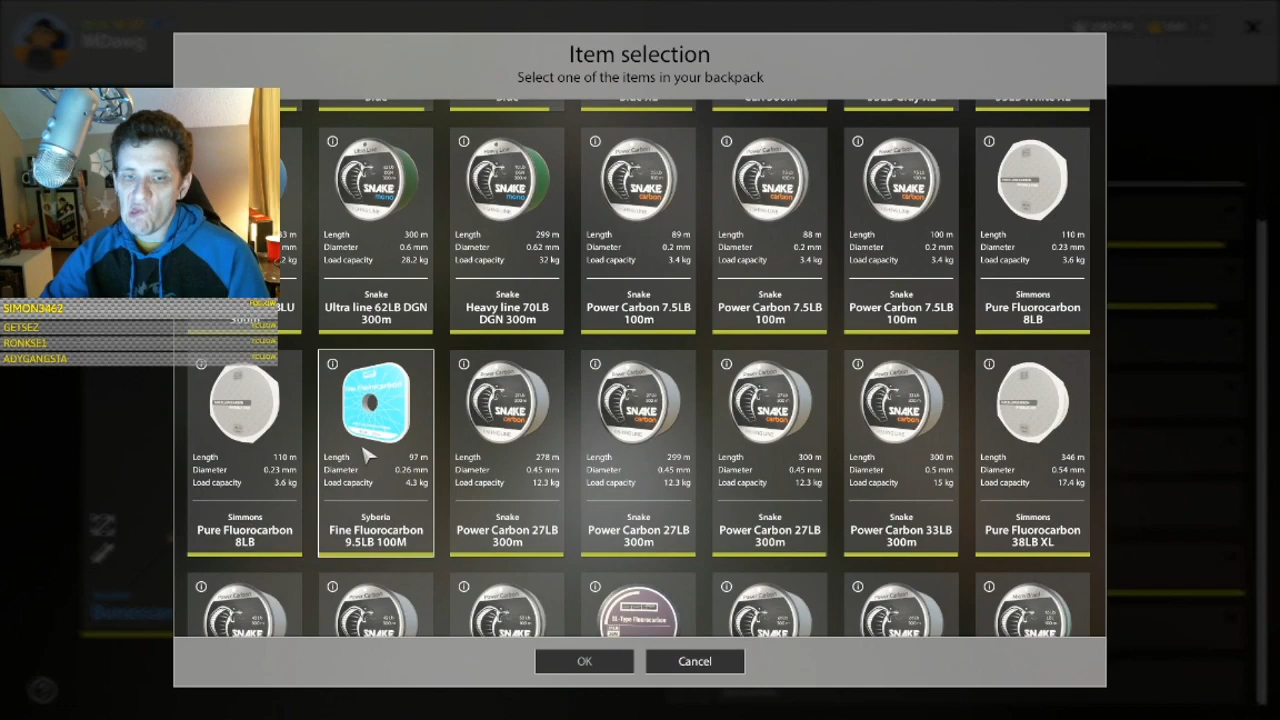 Item selection
Select one of the items in your backpack
Length 300 m
Diameter 0.6 mm
Load capacity 28.2 kg
Snake
Ultra line 62LB DGN
300m
Length 299 m
Diameter 0.62 mm
Load capacity 32 kg
Snake
Heavy line 70LB
DGN 300m
Length 89 m
Diameter 0.2 mm
Load capacity 3.4 kg
Snake
Power Carbon 7.5LB
100m
Length 88 m
Diameter 0.2 mm
Load capacity 3.4 kg
Snake
Power Carbon 7.5LB
100m
Length 100 m
Diameter 0.2 mm
Load capacity 3.4 kg
Snake
Power Carbon 7.5LB
100m
Length 110 m
Diameter 0.23 mm
Load capacity 3.6 kg
Simmons
Pure Fluorocarbon
8LB
SIMON3462
GETSEZ
RONKSE1
ADYGANGSTA
Length 110 m
Diameter 0.23 mm
Load capacity 3.6 kg
Simmons
Pure Fluorocarbon
8LB
Length 97 m
Diameter 0.26 mm
Load capacity 4.3 kg
Syberia
Fine Fluorocarbon
9.5LB 100M
Length 278 m
Diameter 0.45 mm
Load capacity 12.3 kg
Snake
Power Carbon 27LB
300m
Length 299 m
Diameter 0.45 mm
Load capacity 12.3 kg
Snake
Power Carbon 27LB
300m
Length 300 m
Diameter 0.45 mm
Load capacity 12.3 kg
Snake
Power Carbon 27LB
300m
Length 300 m
Diameter 0.5 mm
Load capacity 15 kg
Snake
Power Carbon 33LB
300m
Length 346 m
Diameter 0.54 mm
Load capacity 17.4 kg
Simmons
Pure Fluorocarbon
38LB XL
OK
Cancel